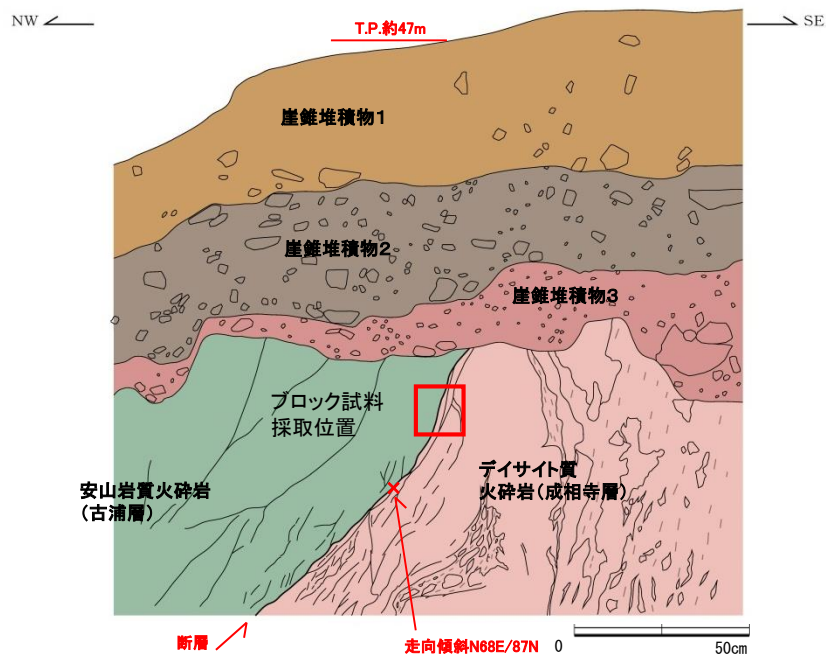 NW
SE
T.P.約47m
崖錐堆積物1
崖錐堆積物2
崖錐堆積物3
ブロック試料
採取位置
安山岩質火砕岩
(古浦層)
デイサイト質
火砕岩(成相寺層)
断層
走向傾斜N68E/87N
0
50cm